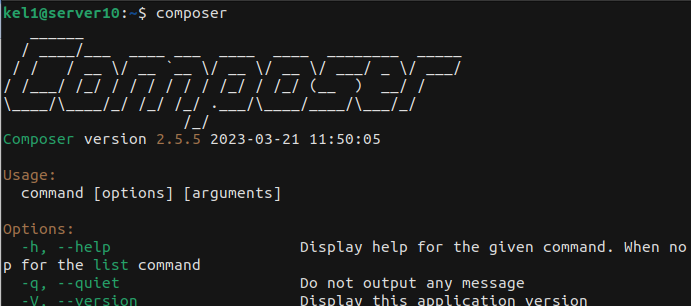 kel1@server10:~$ composer
   ______
  / ____/___  ____ ___  ____  ____  ________  _____
 / /   / __ \/ __ `__ \/ __ \/ __ \/ ___/ _ \/ ___/
/ /___/ /_/ / / / / / / /_/ / /_/ (__  )  __/ /
\____/\____/_/ /_/ /_/ .___/\____/____/\___/_/
                    /_/
Composer version 2.5.5 2023-03-21 11:50:05
Usage:
  command [options] [arguments]
Options:
  -h, --help                     Display help for the given command. When no
p for the list command
  -q, --quiet                    Do not output any message
  -V, --version                  Display this application version